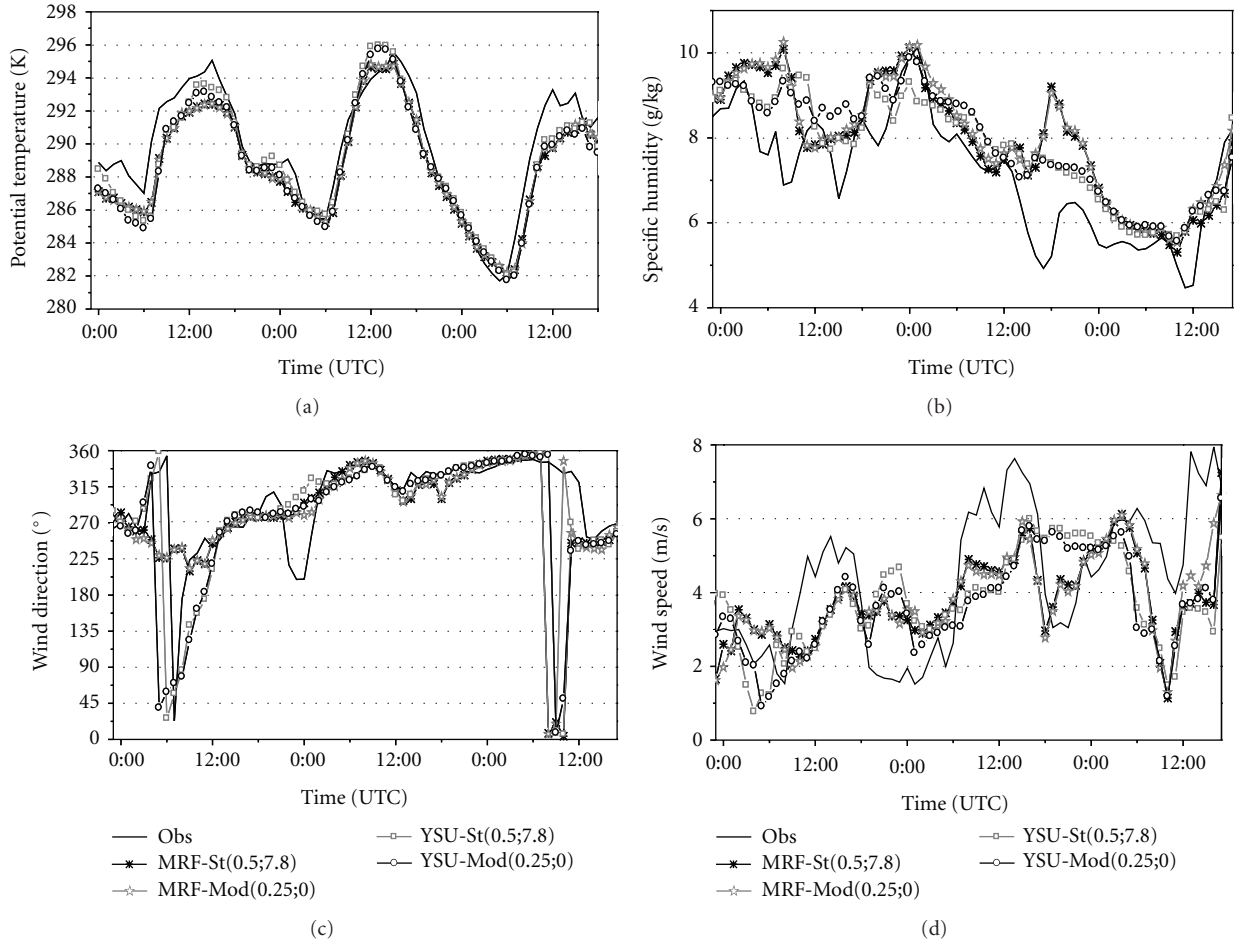 298
296
294
292
290
288
286
284
282
280
Potential temperature (K)
0:00 12:00 0:00 12:00 0:00 12:00
Time (UTC)
(a)
10
8
6
4
Specific humidity (g/kg)
0:00 12:00 0:00 12:00 0:00 12:00
Time (UTC)
(b)
360
315
270
225
180
135
90
45
0
Wind direction (°)
0:00 12:00 0:00 12:00 0:00 12:00
Time (UTC)
Obs
MRF-St(0.5;7.8)
MRF-Mod(0.25;0)
YSU-St(0.5;7.8)
YSU-Mod(0.25;0)
(c)
8
6
4
2
0
Wind speed (m/s)
0:00 12:00 0:00 12:00 0:00 12:00
Time (UTC)
Obs
MRF-St(0.5;7.8)
MRF-Mod(0.25;0)
YSU-St(0.5;7.8)
YSU-Mod(0.25;0)
(d)